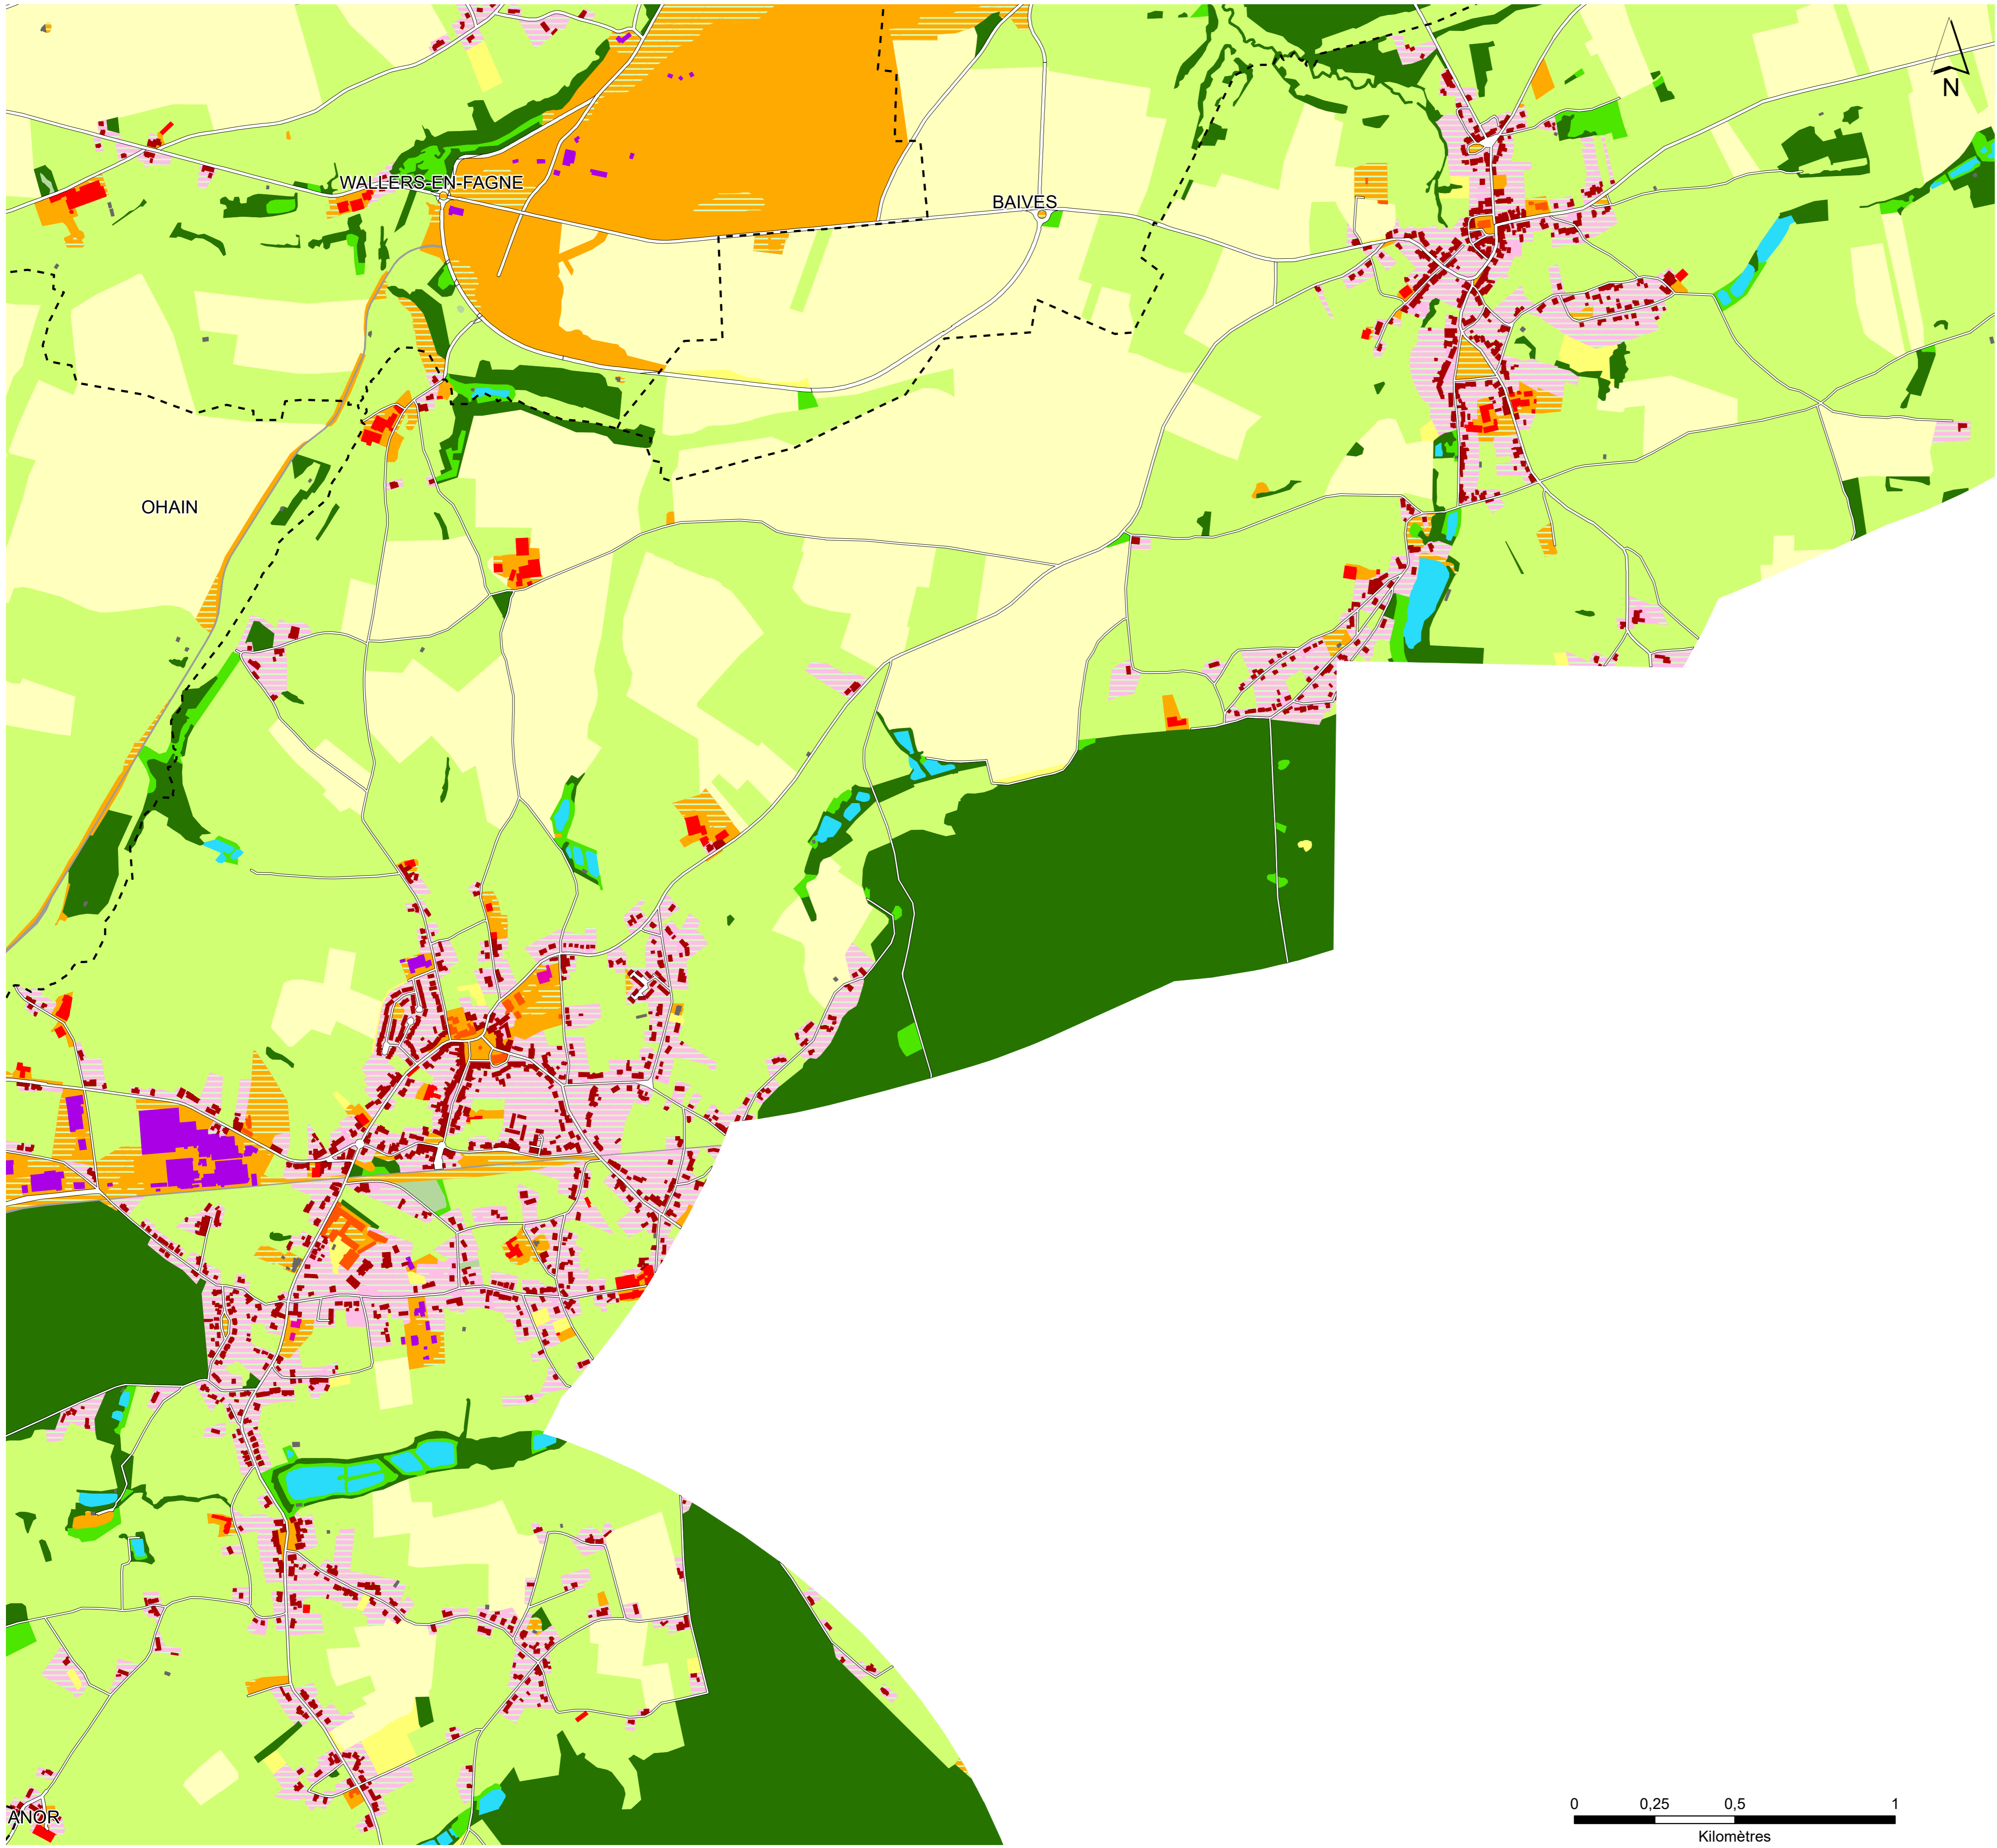 N
WALLERS-EN-FAGNE
BAIVES
OHAIN
ANOR
0 0,25 0,5 1
Kilomètres